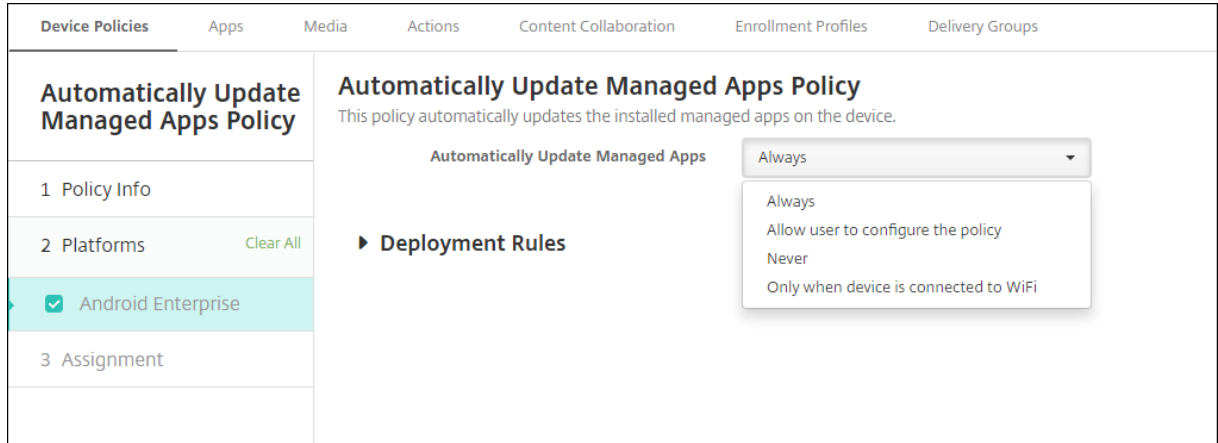 Device Policies Apps Media Actions Content Collaboration Enrollment Profiles Delivery Groups
Automatically Update
Managed Apps Policy
1 Policy Info
2 Platforms Clear All
Android Enterprise
3 Assignment
Automatically Update Managed Apps Policy
This policy automatically updates the installed managed apps on the device.
Automatically Update Managed Apps Always
Always
Allow user to configure the policy
Never
Only when device is connected to WiFi
Deployment Rules